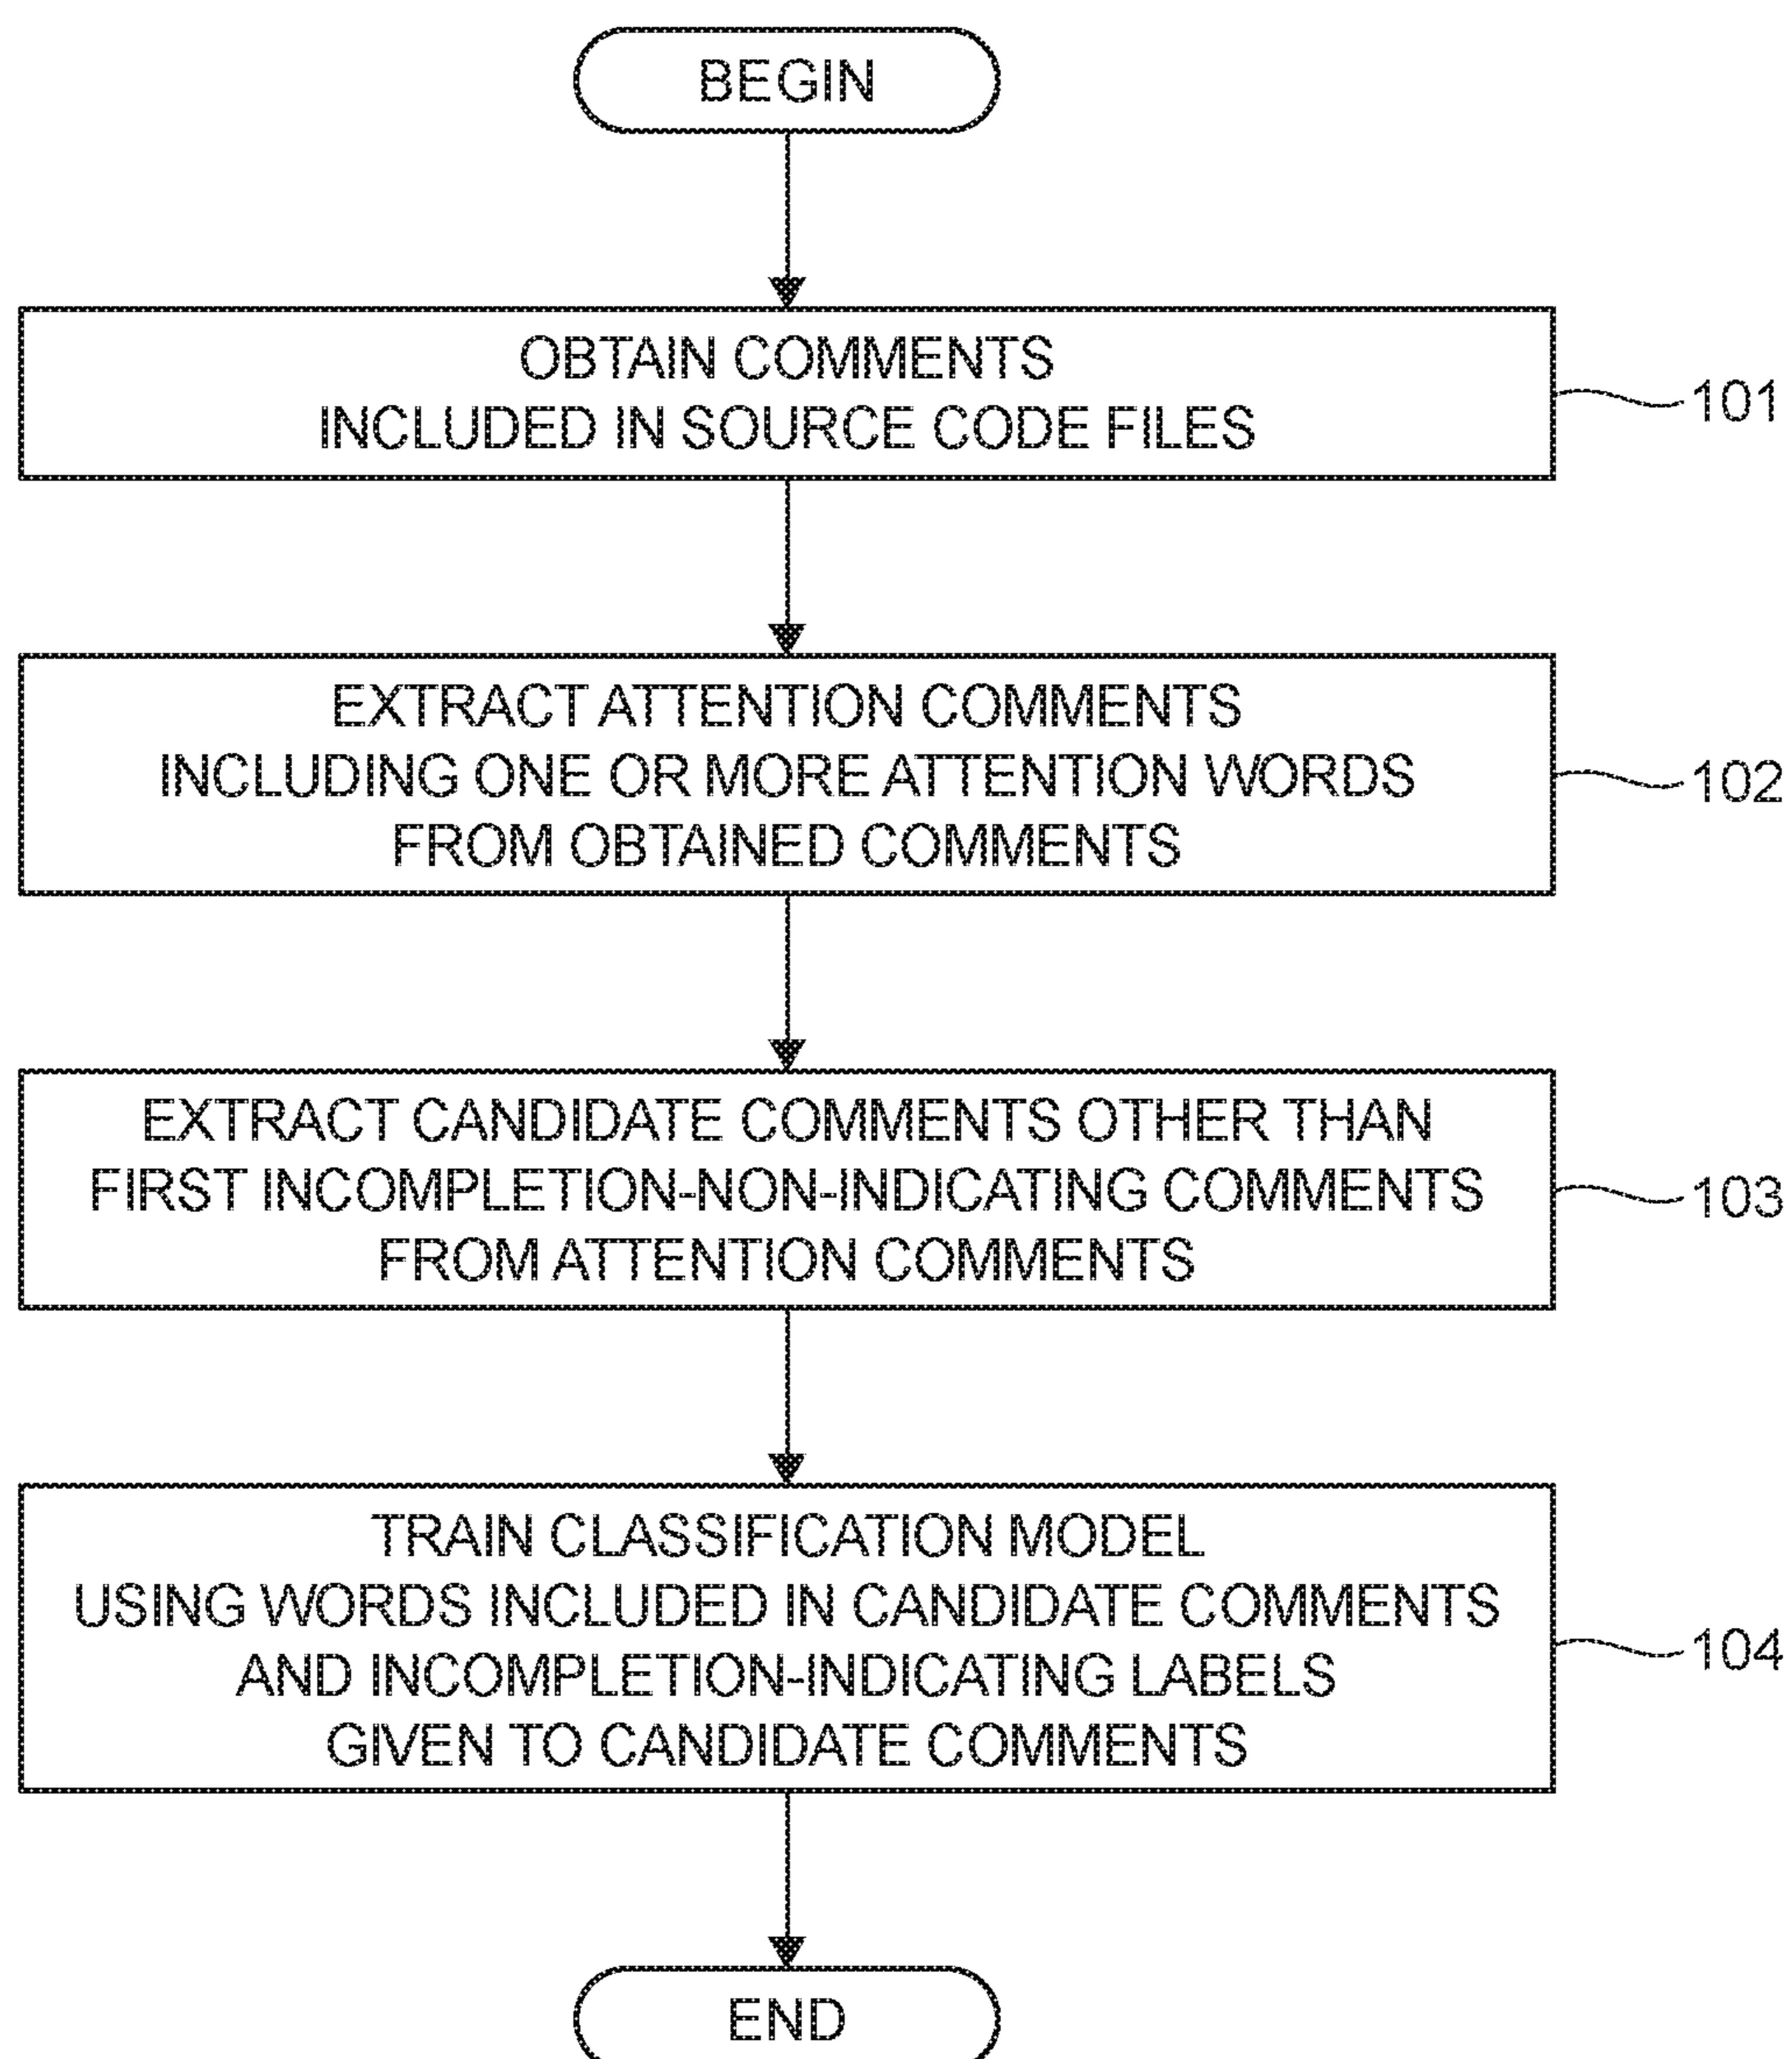 BEGIN
OBTAIN COMMENTS
INCLUDED IN SOURCE CODE FILES
101
EXTRACT ATTENTION COMMENTS
INCLUDING ONE OR MORE ATTENTION WORDS
FROM OBTAINED COMMENTS
102
EXTRACT CANDIDATE COMMENTS OTHER THAN
FIRST INCOMPLETION-NON-INDICATING COMMENTS
FROM ATTENTION COMMENTS
103
TRAIN CLASSIFICATION MODEL
USING WORDS INCLUDED IN CANDIDATE COMMENTS
AND INCOMPLETION-INDICATING LABELS
GIVEN TO CANDIDATE COMMENTS
104
END